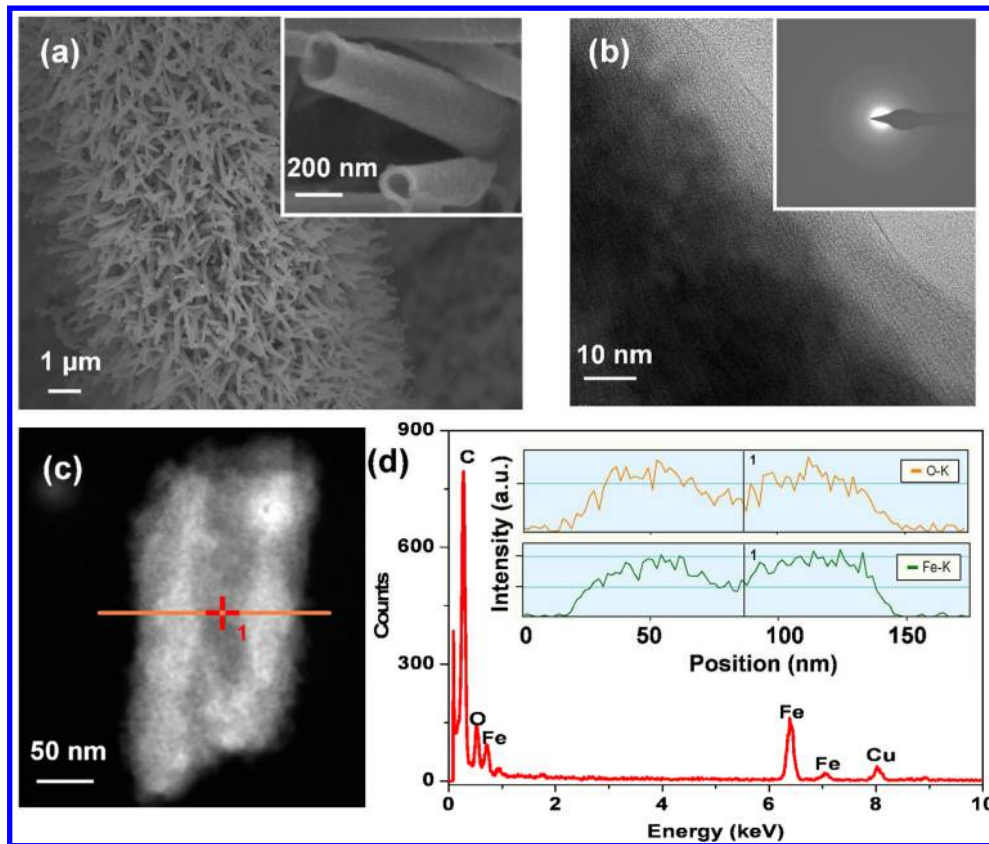 (a)
200 nm
1 µm
(b)
10 nm
(c)
1
50 nm
(d)
900
600
300
0
Counts
C
O
Fe
Fe
Fe
Cu
0 2 4 6 8 10
Energy (keV)
Intensity (a.u.)
1
O-K
1
Fe-K
0 50 100 150
Position (nm)